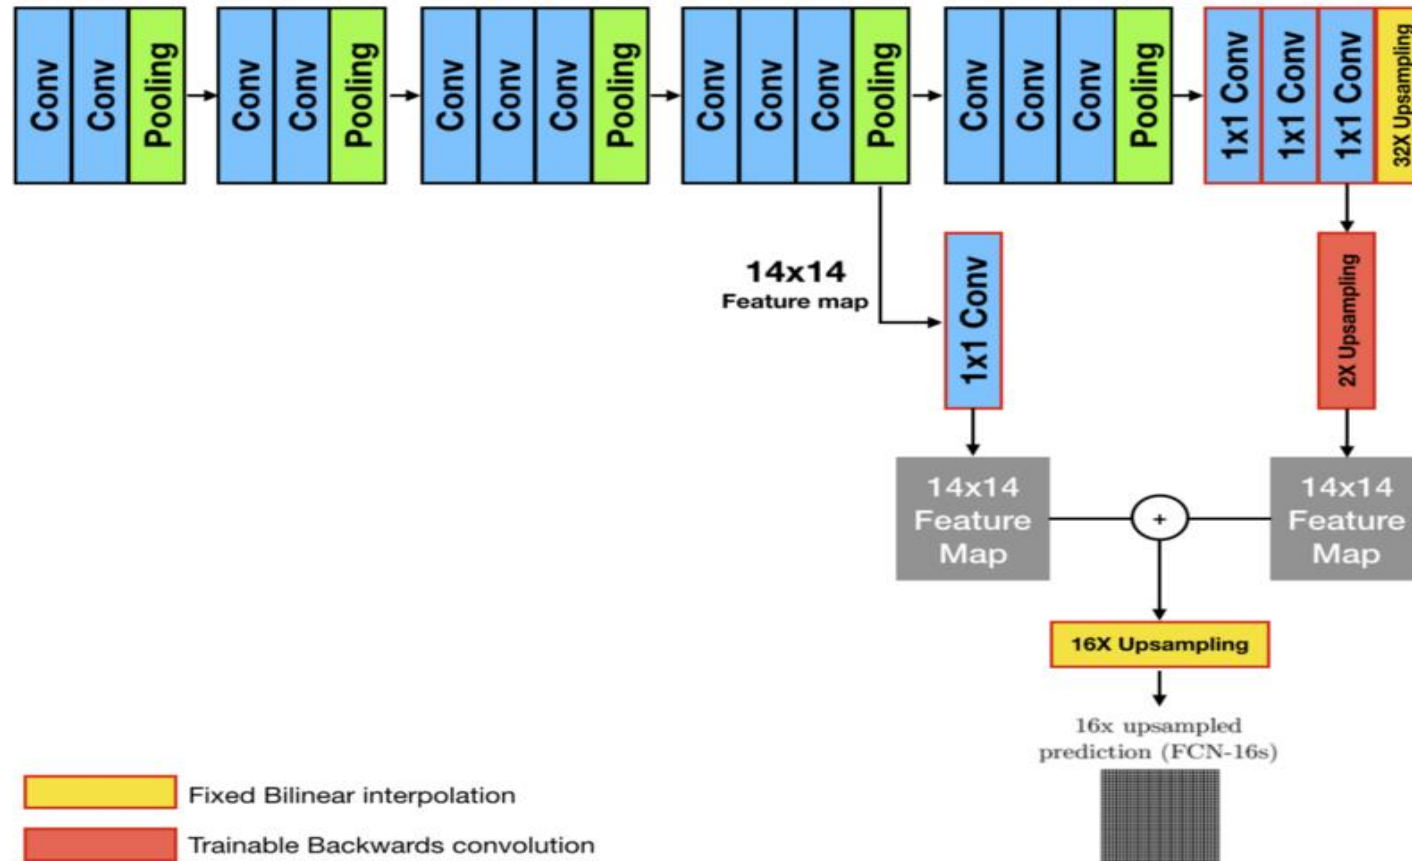 Conv
Conv
Pooling
Conv
Conv
Pooling
Conv
Conv
Conv
Pooling
Conv
Conv
Conv
Pooling
Conv
Conv
Conv
Pooling
1x1 Conv
1x1 Conv
1x1 Conv
32X Upsampling
14x14
Feature map
1x1 Conv
2X Upsampling
14x14
Feature
Map
+
14x14
Feature
Map
16X Upsampling
16x upsampled
prediction (FCN-16s)
Fixed Bilinear interpolation
Trainable Backwards convolution